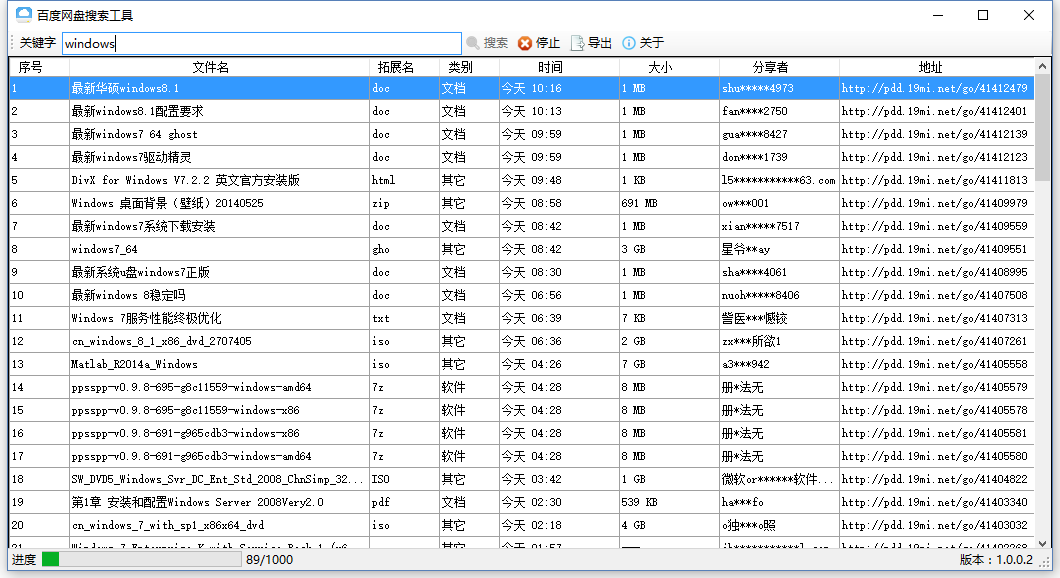 百度网盘搜索工具
关键字 windows 搜索 停止 导出 关于
序号 文件名 拓展名 类别 时间 大小 分享者 地址
1 最新华硕windows8.1 doc 文档 今天 10:16 1 MB shu*****4973 http://pdd.19mi.net/go/41412479
2 最新windows8.1配置要求 doc 文档 今天 10:13 1 MB fan****2750 http://pdd.19mi.net/go/41412401
3 最新windows7 64 ghost doc 文档 今天 09:59 1 MB gua****8427 http://pdd.19mi.net/go/41412139
4 最新windows7驱动精灵 doc 文档 今天 09:59 1 MB don****1739 http://pdd.19mi.net/go/41412123
5 DivX for Windows V7.2.2 英文官方安装版 html 其它 今天 09:48 1 KB l5***********63.com http://pdd.19mi.net/go/41411813
6 Windows 桌面背景（壁纸）20140525 zip 其它 今天 08:58 691 MB ow***001 http://pdd.19mi.net/go/41409979
7 最新windows7系统下载安装 doc 文档 今天 08:42 1 MB xian*****7517 http://pdd.19mi.net/go/41409559
8 windows7_64 gho 其它 今天 08:42 3 GB 星爷**ay http://pdd.19mi.net/go/41409551
9 最新系统u盘windows7正版 doc 文档 今天 08:30 1 MB sha****4061 http://pdd.19mi.net/go/41408995
10 最新windows 8稳定吗 doc 文档 今天 06:56 1 MB nuoh*****8406 http://pdd.19mi.net/go/41407508
11 Windows 7服务性能终极优化 txt 文档 今天 06:39 7 KB http://pdd.19mi.net/go/41407313
12 cn_windows_8_1_x86_dvd_2707405 iso 其它 今天 06:36 2 GB zx***所欲1 http://pdd.19mi.net/go/41407261
13 Matlab_R2014a_Windows iso 其它 今天 04:26 7 GB a3***942 http://pdd.19mi.net/go/41405558
14 ppsspp-v0.9.8-695-g8c11559-windows-amd64 7z 软件 今天 04:28 8 MB 册*法无 http://pdd.19mi.net/go/41405579
15 ppsspp-v0.9.8-695-g8c11559-windows-x86 7z 软件 今天 04:28 8 MB 册*法无 http://pdd.19mi.net/go/41405578
16 ppsspp-v0.9.8-691-g965cdb3-windows-x86 7z 软件 今天 04:28 8 MB 册*法无 http://pdd.19mi.net/go/41405581
17 ppsspp-v0.9.8-691-g965cdb3-windows-amd64 7z 软件 今天 04:28 8 MB 册*法无 http://pdd.19mi.net/go/41405580
18 SW_DVD5_Windows_Svr_DC_Ent_Std_2008_ChnSimp_32... ISO 其它 今天 03:42 1 GB 微软or******软件... http://pdd.19mi.net/go/41404822
19 第1章 安装和配置Windows Server 2008Very2.0 pdf 文档 今天 02:30 539 KB ha***fo http://pdd.19mi.net/go/41403340
20 cn_windows_7_with_sp1_x86x64_dvd iso 其它 今天 02:18 4 GB o独***o照 http://pdd.19mi.net/go/41403032
进度 89/1000 版本：1.0.0.2